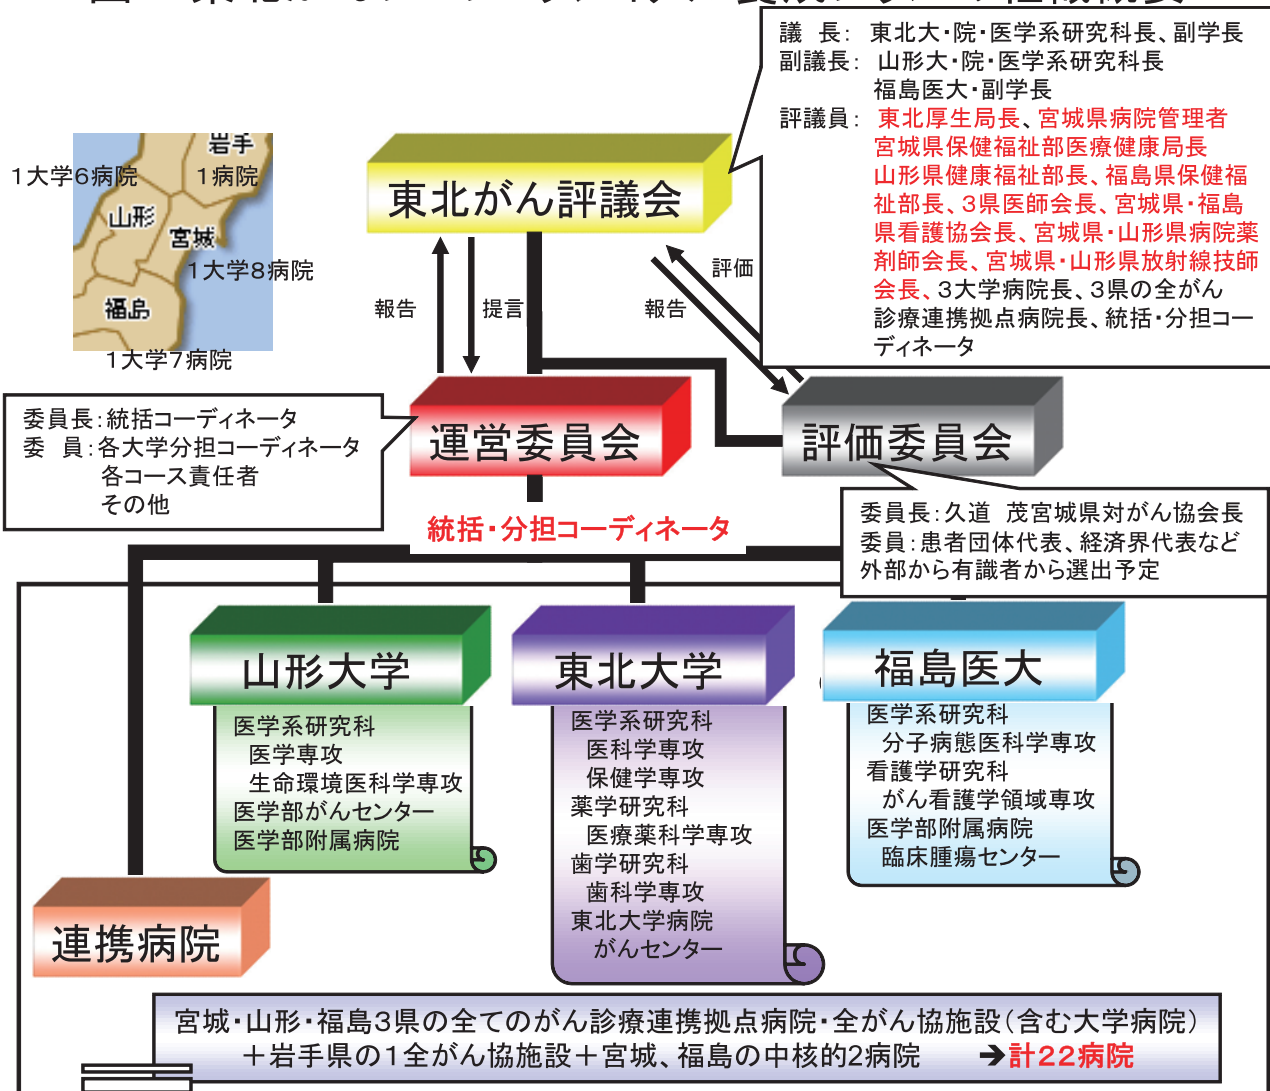 議 長： 東北大・院・医学系研究科長、副学長
副議長： 山形大・院・医学系研究科長
福島医大・副学長
評議員： 東北厚生局長、宮城県病院管理者
宮城県保健福祉部医療健康局長
山形県健康福祉部長、福島県保健福
祉部長、3県医師会長、宮城県・福島
県看護協会長、宮城県・山形県病院薬
剤師会長、宮城県・山形県放射線技師
会長、3大学病院長、3県の全がん
診療連携拠点病院長、統括・分担コー
ディネータ
岩手
1大学6病院
1病院
山形
宮城
1大学8病院
福島
1大学7病院
東北がん評議会
報告
提言
報告
評価
委員長：統括コーディネータ
委 員：各大学分担コーディネータ
各コース責任者
その他
運営委員会
評価委員会
委員長：久道 茂宮城県対がん協会長
委員：患者団体代表、経済界代表など
外部から有識者から選出予定
統括・分担コーディネータ
山形大学
医学系研究科
医学専攻
生命環境医科学専攻
医学部がんセンター
医学部附属病院
東北大学
医学系研究科
医科学専攻
保健学専攻
薬学研究科
医療薬科学専攻
歯学研究科
歯科学専攻
東北大学病院
がんセンター
福島医大
医学系研究科
分子病態医科学専攻
看護学研究科
がん看護学領域専攻
医学部附属病院
臨床腫瘍センター
連携病院
宮城・山形・福島3県の全てのがん診療連携拠点病院・全がん協施設（含む大学病院）
＋岩手県の1全がん協施設＋宮城、福島の中核的2病院 ➔計22病院